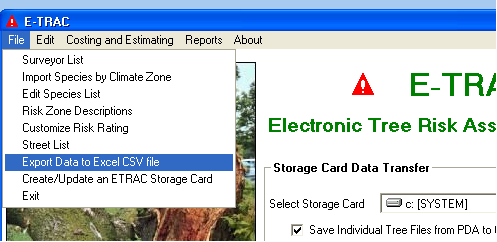 E-TRAC
File Edit Costing and Estimating Reports About
Surveyor List
Import Species by Climate Zone
Edit Species List
Risk Zone Descriptions
Customize Risk Rating
Street List
Export Data to Excel CSV file
Create/Update an ETRAC Storage Card
Exit
E-TRA
Electronic Tree Risk Ass
Storage Card Data Transfer
Select Storage Card c: [SYSTEM]
Save Individual Tree Files from PDA to